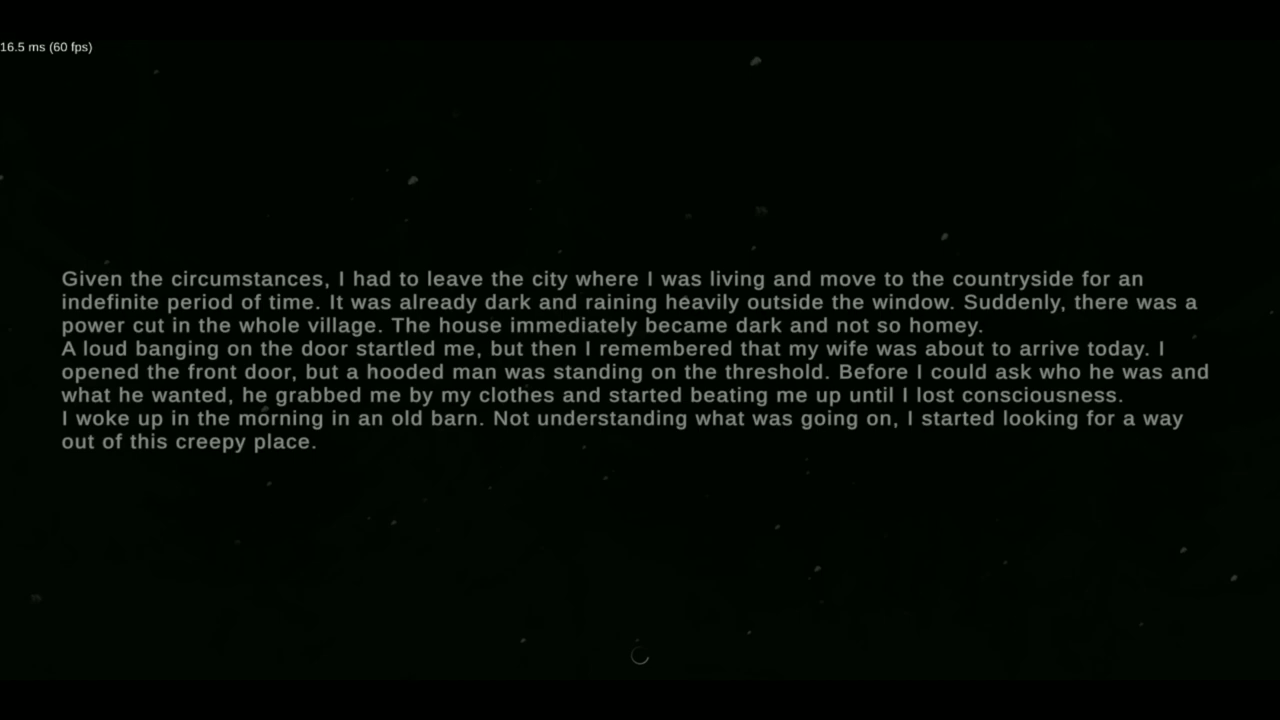 16.5 ms (60 fps)
Given the circumstances, I had to leave the city where I was living and move to the countryside for an
indefinite period of time. It was already dark and raining heavily outside the window. Suddenly, there was a
power cut in the whole village. The house immediately became dark and not so homey.
A loud banging on the door startled me, but then I remembered that my wife was about to arrive today. I
opened the front door, but a hooded man was standing on the threshold. Before I could ask who he was and
what he wanted, he grabbed me by my clothes and started beating me up until I lost consciousness.
I woke up in the morning in an old barn. Not understanding what was going on, I started looking for a way
out of this creepy place.